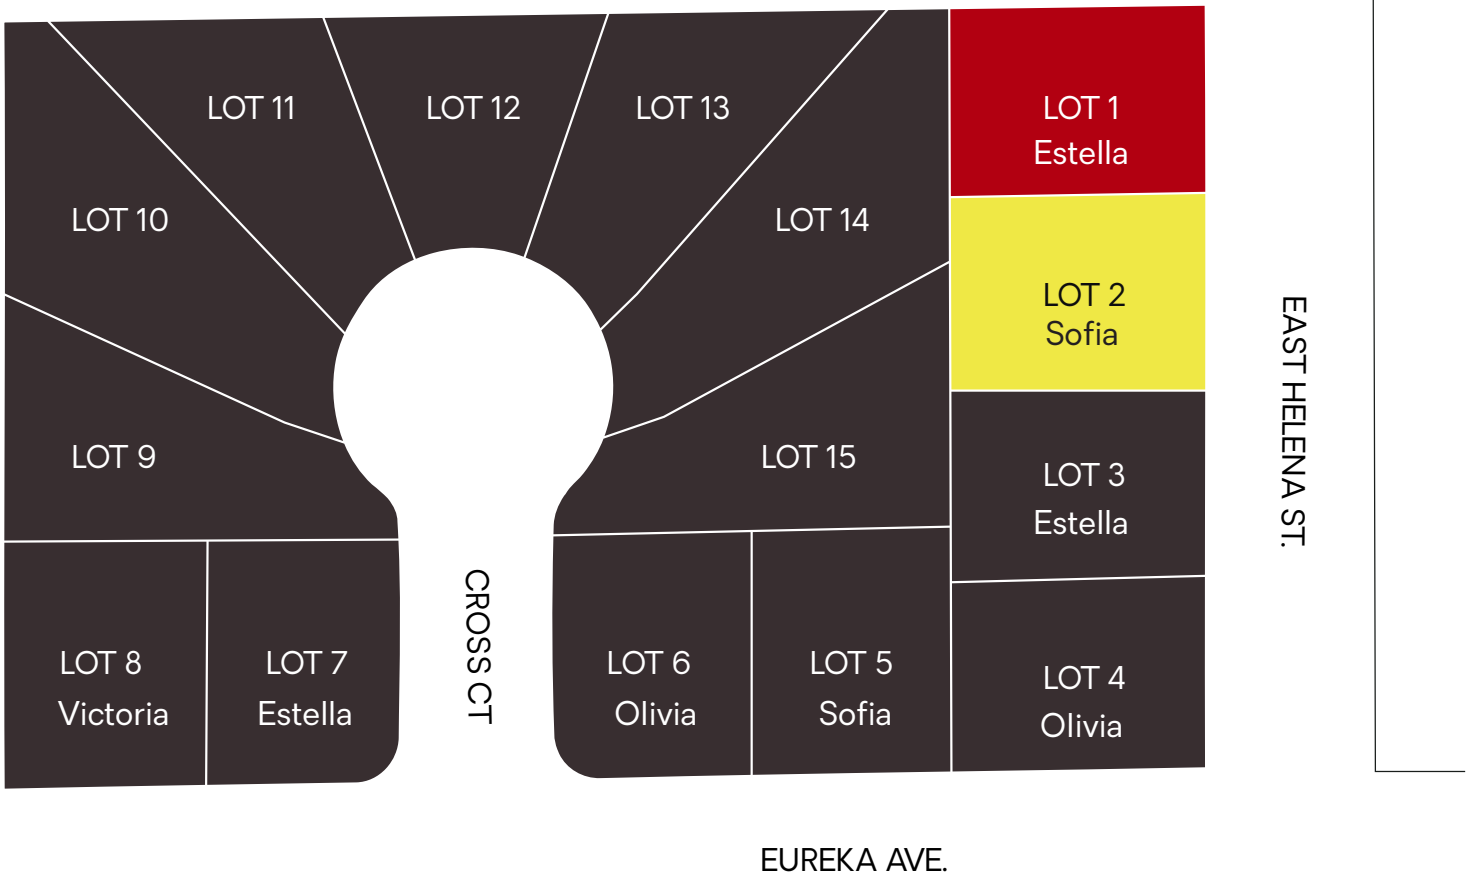 LOT 11
LOT 12
LOT 13
LOT 1
Estella
LOT 10
LOT 14
LOT 2
Sofia
LOT 9
LOT 15
LOT 3
Estella
EAST HELENA ST.
CROSS CT
LOT 8
Victoria
LOT 7
Estella
LOT 6
Olivia
LOT 5
Sofia
LOT 4
Olivia
EUREKA AVE.